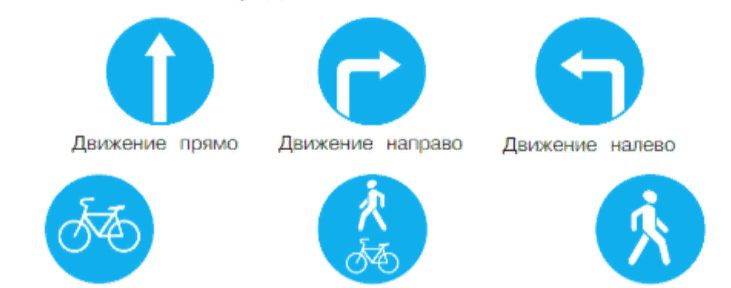 Движение прямо
Движение направо
Движение налево